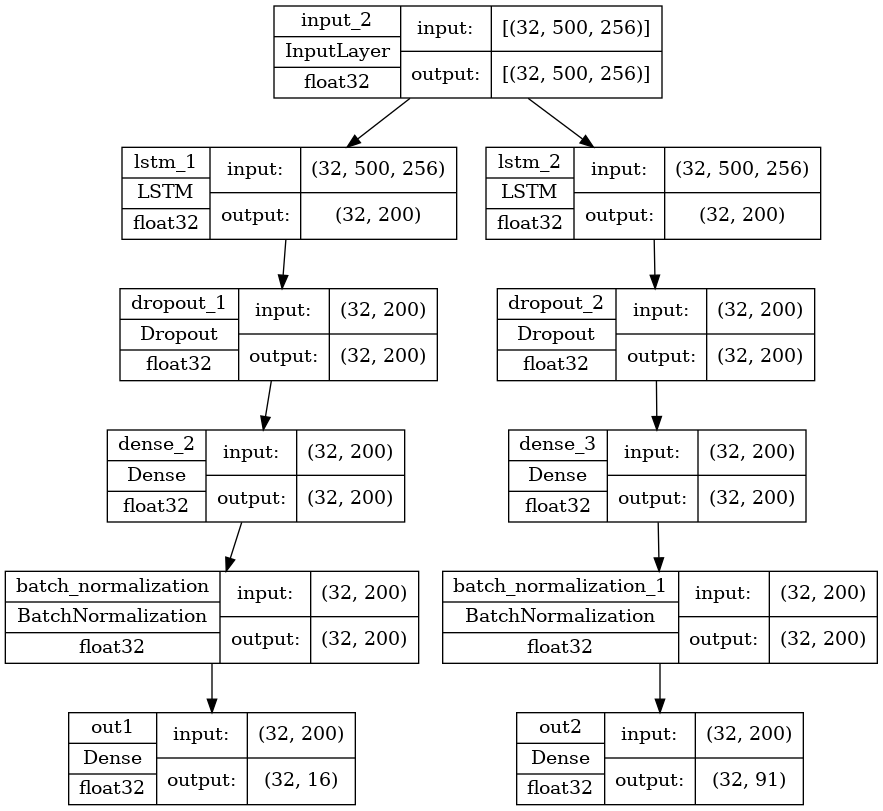 input_2
InputLayer
float32
input: [(32, 500, 256)]
output: [(32, 500, 256)]
lstm_1
LSTM
float32
input: (32, 500, 256)
output: (32, 200)
lstm_2
LSTM
float32
input: (32, 500, 256)
output: (32, 200)
dropout_1
Dropout
float32
input: (32, 200)
output: (32, 200)
dropout_2
Dropout
float32
input: (32, 200)
output: (32, 200)
dense_2
Dense
float32
input: (32, 200)
output: (32, 200)
dense_3
Dense
float32
input: (32, 200)
output: (32, 200)
batch_normalization
BatchNormalization
float32
input: (32, 200)
output: (32, 200)
batch_normalization_1
BatchNormalization
float32
input: (32, 200)
output: (32, 200)
out1
Dense
float32
input: (32, 200)
output: (32, 16)
out2
Dense
float32
input: (32, 200)
output: (32, 91)